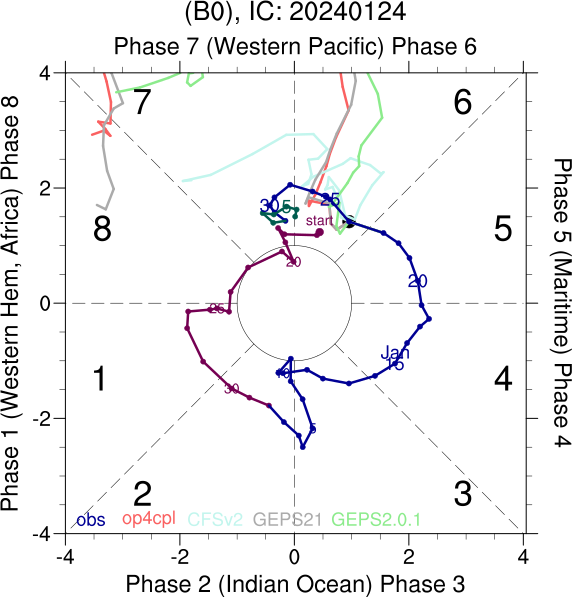 (B0), IC: 20240124
Phase 7 (Western Pacific) Phase 6
4
7
6
2
30
5
25
start
8
5
20
20
0
25
Jan
15
10
1
4
30
-2
5
2
3
obs op4cpl CFSv2 GEPS21 GEPS2.0.1
-4
-4 -2 0 2 4
Phase 2 (Indian Ocean) Phase 3
Phase 1 (Western Hem, Africa) Phase 8
Phase 5 (Maritime) Phase 4